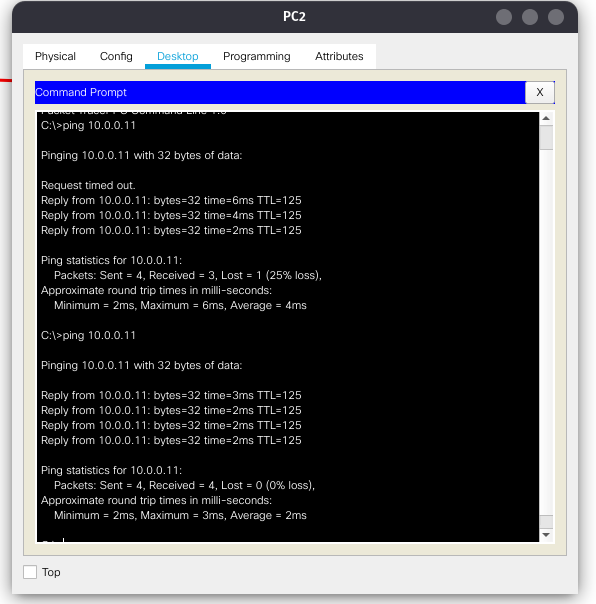 PC2
Physical Config Desktop Programming Attributes
Command Prompt X
C:\>ping 10.0.0.11
Pinging 10.0.0.11 with 32 bytes of data:
Request timed out.
Reply from 10.0.0.11: bytes=32 time=6ms TTL=125
Reply from 10.0.0.11: bytes=32 time=4ms TTL=125
Reply from 10.0.0.11: bytes=32 time=2ms TTL=125
Ping statistics for 10.0.0.11:
Packets: Sent = 4, Received = 3, Lost = 1 (25% loss),
Approximate round trip times in milli-seconds:
Minimum = 2ms, Maximum = 6ms, Average = 4ms
C:\>ping 10.0.0.11
Pinging 10.0.0.11 with 32 bytes of data:
Reply from 10.0.0.11: bytes=32 time=3ms TTL=125
Reply from 10.0.0.11: bytes=32 time=2ms TTL=125
Reply from 10.0.0.11: bytes=32 time=2ms TTL=125
Reply from 10.0.0.11: bytes=32 time=2ms TTL=125
Ping statistics for 10.0.0.11:
Packets: Sent = 4, Received = 4, Lost = 0 (0% loss),
Approximate round trip times in milli-seconds:
Minimum = 2ms, Maximum = 3ms, Average = 2ms
Top